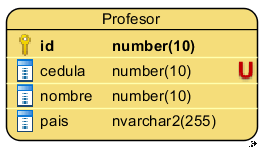 Profesor
id number(10)
cedula number(10) U
nombre number(10)
pais nvarchar2(255)